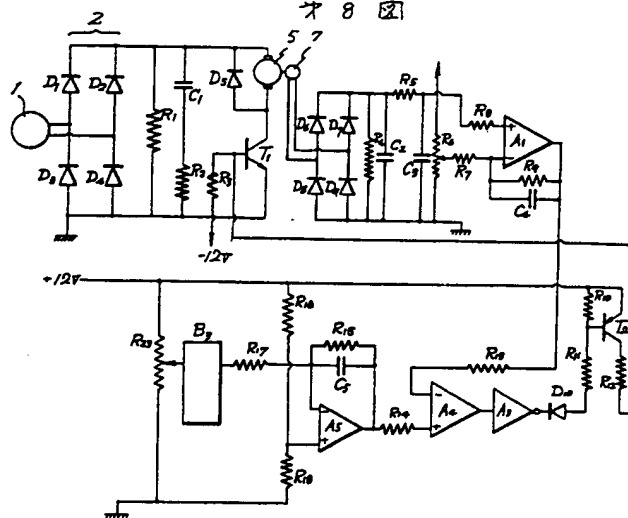 第 8 図
2
5 7
1
D1 D2
D3 D4
R1
C1
R2
R3
D5
T1
-12V
D6 D7
D8 D9
R4
C2
R5
C3
R6
R7
R8
+
-
A1
R9
C4
+12V
R23
B7
R17
R18
R19
R16
C5
-
+
A5
R14
R15
-
+
A4
A3
D10
R10
R11
T2
R12